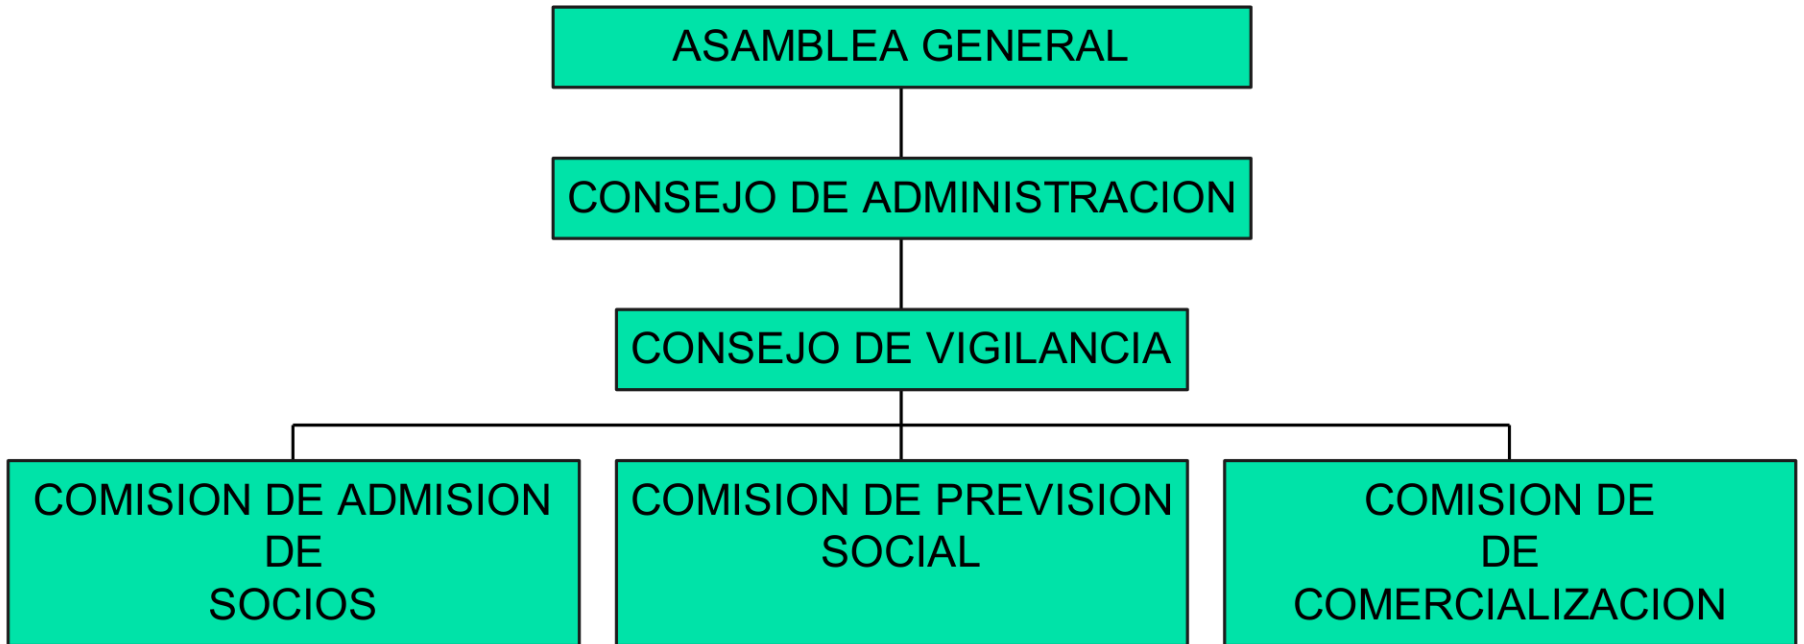 ASAMBLEA GENERAL
CONSEJO DE ADMINISTRACION
CONSEJO DE VIGILANCIA
COMISION DE ADMISION
DE
SOCIOS
COMISION DE PREVISION
SOCIAL
COMISION DE
DE
COMERCIALIZACION